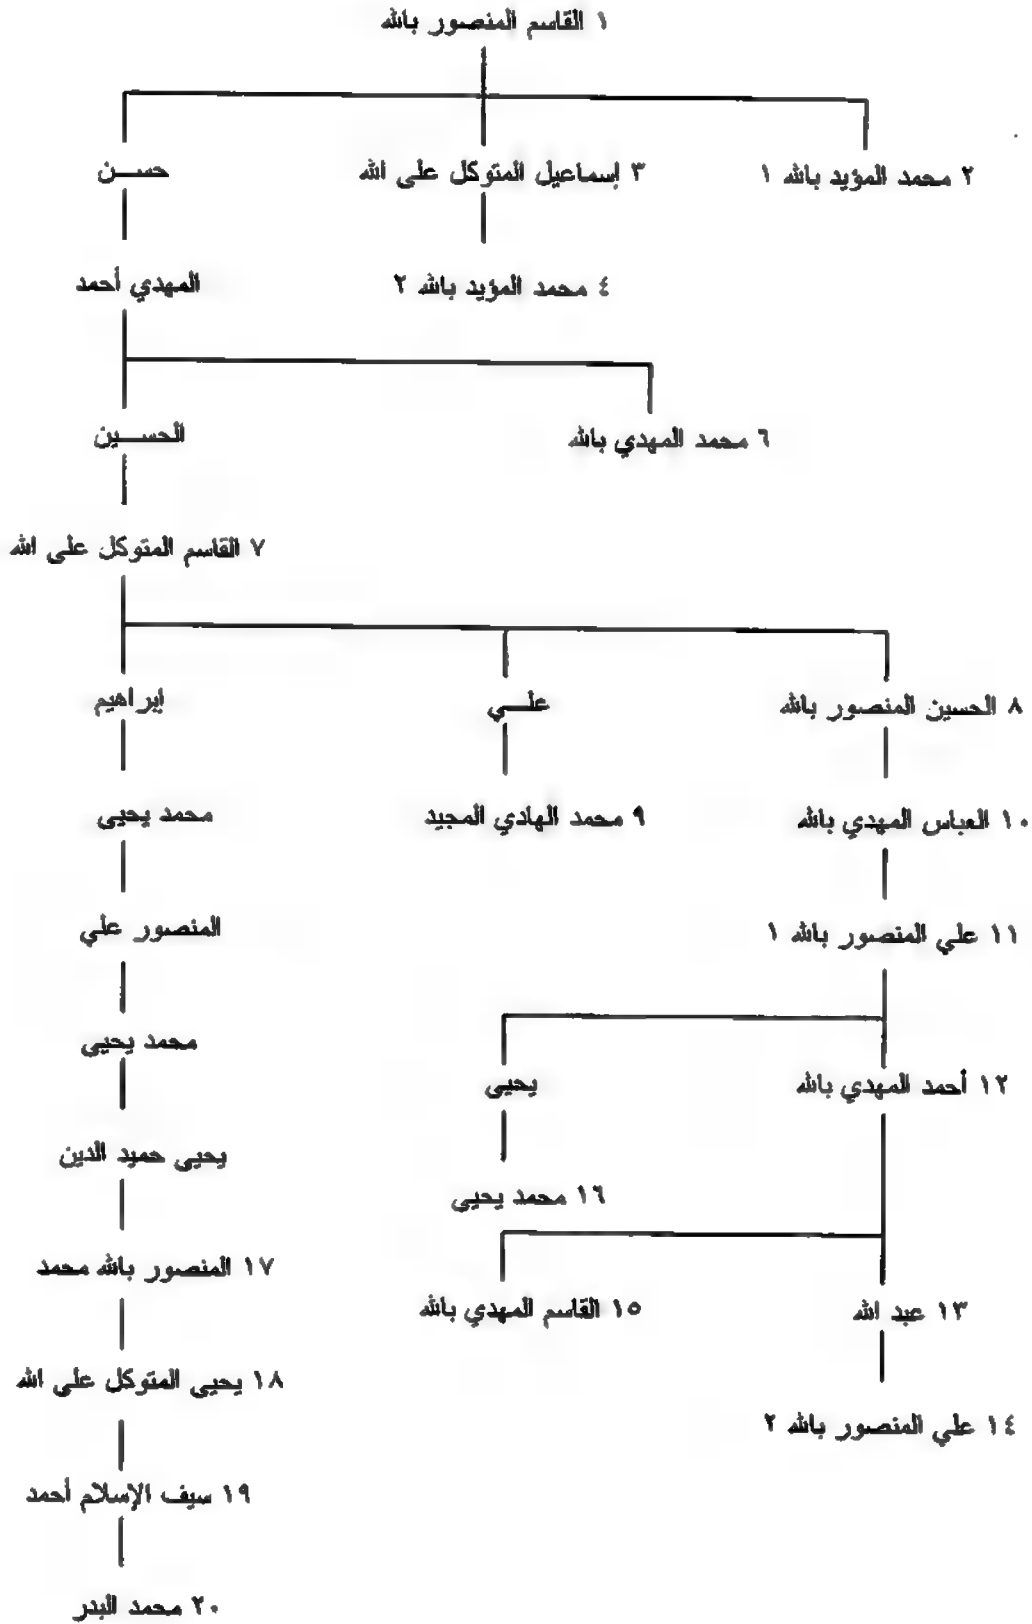 ١ القاسم المنصور بالله
٢ محمد المؤيد بالله ١
٣ إسماعيل المتوكل على الله
حسن
٤ محمد المؤيد بالله ٢
المهدي أحمد
٦ محمد المهدي بالله
الحسين
٧ القاسم المتوكل على الله
٨ الحسين المنصور بالله
علي
إبراهيم
١٠ العباس المهدي بالله
٩ محمد الهادي المجيد
محمد يحيى
١١ علي المنصور بالله ١
المنصور علي
محمد يحيى
١٢ أحمد المهدي بالله
يحيى
يحيى حميد الدين
١٦ محمد يحيى
١٧ المنصور بالله محمد
١٣ عبد الله
١٥ القاسم المهدي بالله
١٨ يحيى المتوكل على الله
١٤ علي المنصور بالله ٢
١٩ سيف الإسلام أحمد
٢٠ محمد البدر